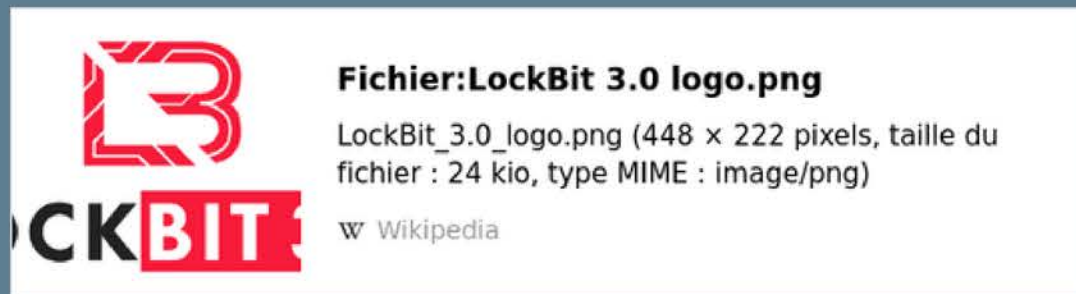 Fichier:LockBit 3.0 logo.png
LockBit_3.0_logo.png (448 × 222 pixels, taille du
fichier : 24 kio, type MIME : image/png)
W Wikipedia
CKBIT